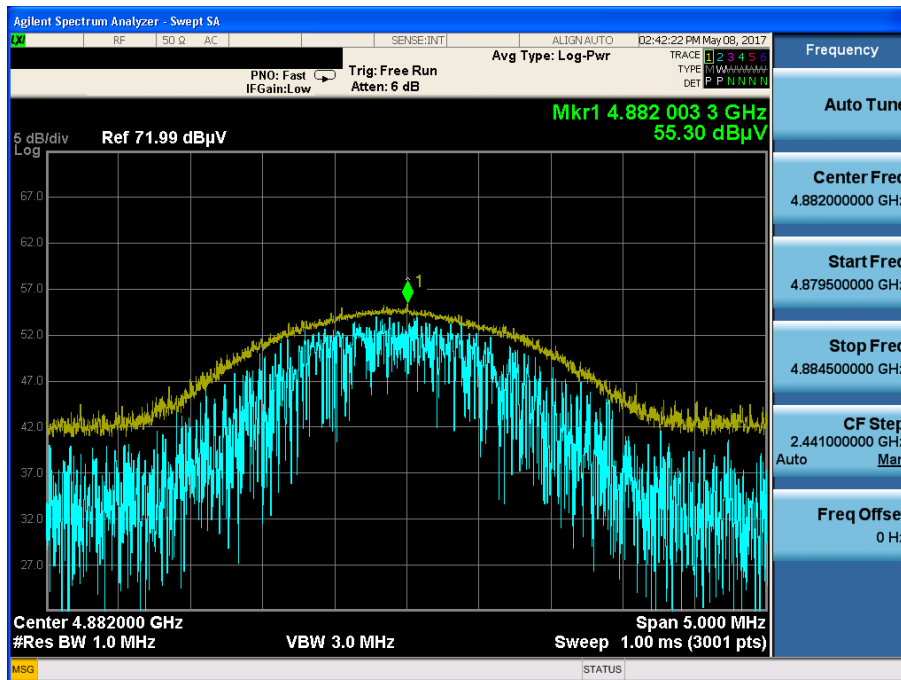 Agilent Spectrum Analyzer - Swept SA
LXI RF 50 Ω AC SENSE:INT ALIGN AUTO 02:42:22 PM May 08, 2017
Avg Type: Log-Pwr
PNO: Fast
IFGain:Low
Trig: Free Run
Atten: 6 dB
TRACE 1 2 3 4 5 6
TYPE M W W W W W
DET P P N N N N
Mkr1 4.882 003 3 GHz
55.30 dBµV
5 dB/div
Log
Ref 71.99 dBµV
67.0
62.0
57.0
52.0
47.0
42.0
37.0
32.0
27.0
1
Center 4.882000 GHz
Span 5.000 MHz
#Res BW 1.0 MHz
VBW 3.0 MHz
Sweep 1.00 ms (3001 pts)
MSG
STATUS
Frequency
Auto Tune
Center Freq
4.882000000 GHz
Start Freq
4.879500000 GHz
Stop Freq
4.884500000 GHz
CF Step
2.441000000 GHz
Auto Man
Freq Offse
0 Hz